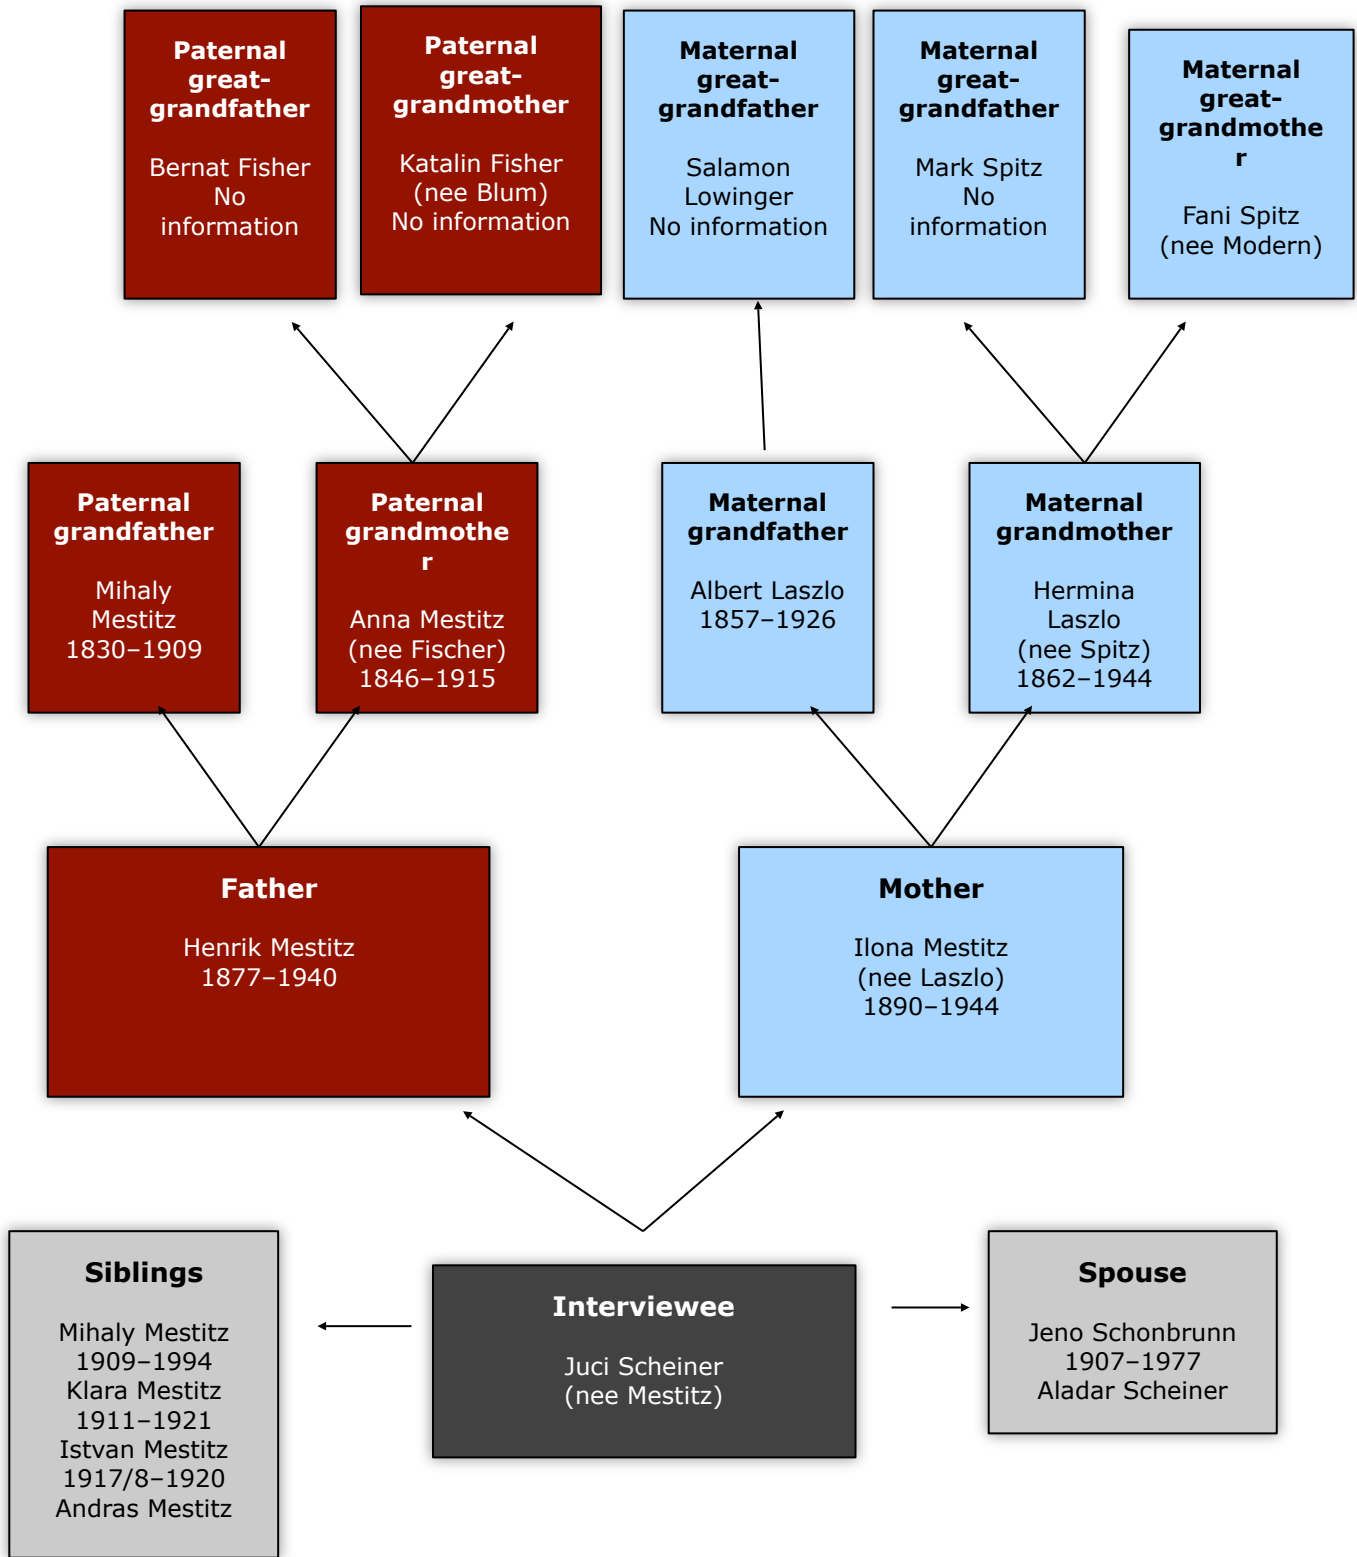 Paternal
great-
grandfather
Bernat Fisher
No
information
Paternal
great-
grandmother
Katalin Fisher
(nee Blum)
No information
Maternal
great-
grandfather
Salamon
Lowinger
No information
Maternal
great-
grandfather
Mark Spitz
No
information
Maternal
great-
grandmothe
r
Fani Spitz
(nee Modern)
Paternal
grandfather
Mihaly
Mestitz
1830–1909
Paternal
grandmothe
r
Anna Mestitz
(nee Fischer)
1846–1915
Maternal
grandfather
Albert Laszlo
1857–1926
Maternal
grandmother
Hermina
Laszlo
(nee Spitz)
1862–1944
Father
Henrik Mestitz
1877–1940
Mother
Ilona Mestitz
(nee Laszlo)
1890–1944
Siblings
Mihaly Mestitz
1909–1994
Klara Mestitz
1911–1921
Istvan Mestitz
1917/8–1920
Andras Mestitz
Interviewee
Juci Scheiner
(nee Mestitz)
Spouse
Jeno Schonbrunn
1907–1977
Aladar Scheiner